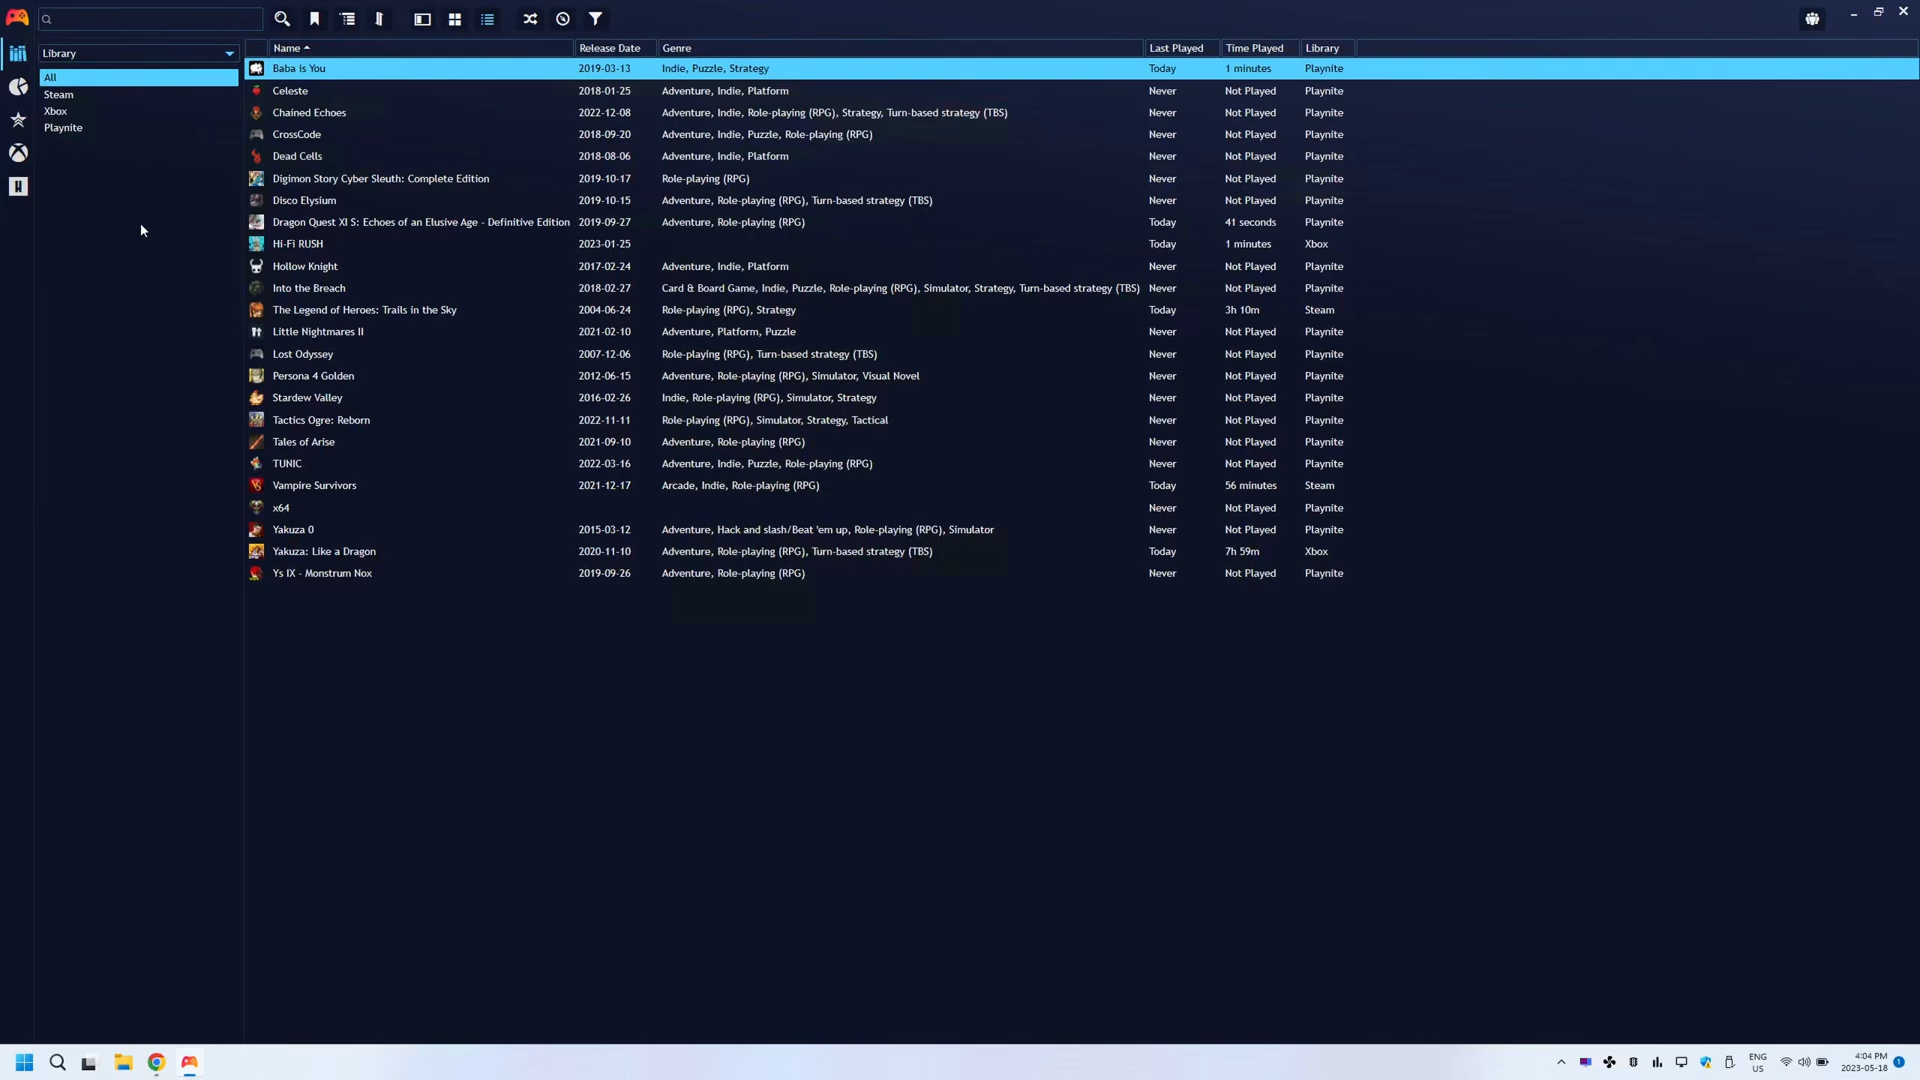 Library
All
Steam
Xbox
Playnite
Name Release Date Genre Last Played Time Played Library
Baba is You 2019-03-13 Indie, Puzzle, Strategy Today 1 minutes Playnite
Celeste 2018-01-25 Adventure, Indie, Platform Never Not Played Playnite
Chained Echoes 2022-12-08 Adventure, Indie, Role-playing (RPG), Strategy, Turn-based strategy (TBS) Never Not Played Playnite
CrossCode 2018-09-20 Adventure, Indie, Puzzle, Role-playing (RPG) Never Not Played Playnite
Dead Cells 2018-08-06 Adventure, Indie, Platform Never Not Played Playnite
Digimon Story Cyber Sleuth: Complete Edition 2019-10-17 Role-playing (RPG) Never Not Played Playnite
Disco Elysium 2019-10-15 Adventure, Role-playing (RPG), Turn-based strategy (TBS) Never Not Played Playnite
Dragon Quest XI S: Echoes of an Elusive Age - Definitive Edition 2019-09-27 Adventure, Role-playing (RPG) Today 41 seconds Playnite
Hi-Fi RUSH 2023-01-25 Today 1 minutes Xbox
Hollow Knight 2017-02-24 Adventure, Indie, Platform Never Not Played Playnite
Into the Breach 2018-02-27 Card & Board Game, Indie, Puzzle, Role-playing (RPG), Simulator, Strategy, Turn-based strategy (TBS) Never Not Played Playnite
The Legend of Heroes: Trails in the Sky 2004-06-24 Role-playing (RPG), Strategy Today 3h 10m Steam
Little Nightmares II 2021-02-10 Adventure, Platform, Puzzle Never Not Played Playnite
Lost Odyssey 2007-12-06 Role-playing (RPG), Turn-based strategy (TBS) Never Not Played Playnite
Persona 4 Golden 2012-06-15 Adventure, Role-playing (RPG), Simulator, Visual Novel Never Not Played Playnite
Stardew Valley 2016-02-26 Indie, Role-playing (RPG), Simulator, Strategy Never Not Played Playnite
Tactics Ogre: Reborn 2022-11-11 Role-playing (RPG), Simulator, Strategy, Tactical Never Not Played Playnite
Tales of Arise 2021-09-10 Adventure, Role-playing (RPG) Never Not Played Playnite
TUNIC 2022-03-16 Adventure, Indie, Puzzle, Role-playing (RPG) Never Not Played Playnite
Vampire Survivors 2021-12-17 Arcade, Indie, Role-playing (RPG) Today 56 minutes Steam
x64 Never Not Played Playnite
Yakuza 0 2015-03-12 Adventure, Hack and slash/Beat 'em up, Role-playing (RPG), Simulator Never Not Played Playnite
Yakuza: Like a Dragon 2020-11-10 Adventure, Role-playing (RPG), Turn-based strategy (TBS) Today 7h 59m Xbox
Ys IX - Monstrum Nox 2019-09-26 Adventure, Role-playing (RPG) Never Not Played Playnite
ENG
US
4:04 PM
2023-05-18
1